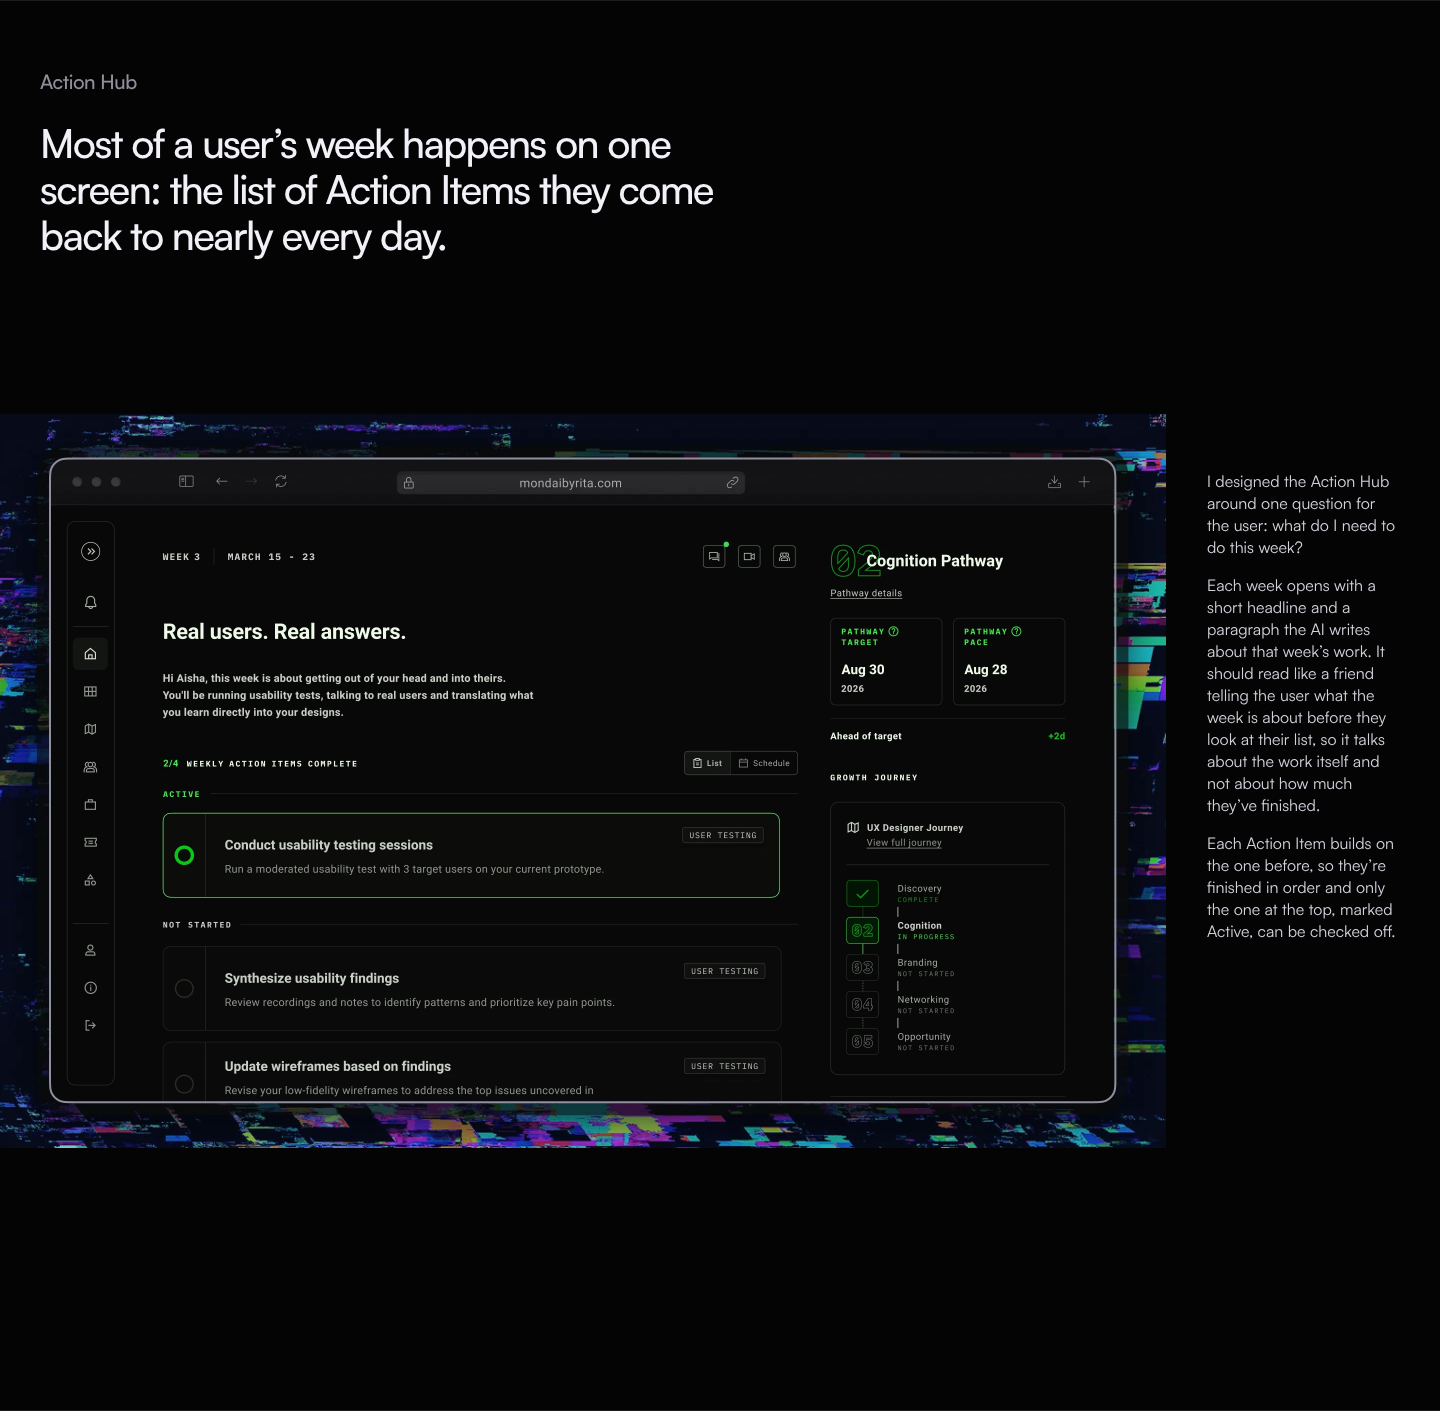 Action Hub
Most of a user’s week happens on one
screen: the list of Action Items they come
back to nearly every day.
mondaibyrita.com
WEEK 3
MARCH 15 - 23
Real users. Real answers.
Hi Aisha, this week is about getting out of your head and into theirs.
You'll be running usability tests, talking to real users and translating what
you learn directly into your designs.
2/4 WEEKLY ACTION ITEMS COMPLETE
List
Schedule
ACTIVE
Conduct usability testing sessions
USER TESTING
Run a moderated usability test with 3 target users on your current prototype.
NOT STARTED
Synthesize usability findings
USER TESTING
Review recordings and notes to identify patterns and prioritize key pain points.
Update wireframes based on findings
USER TESTING
Revise your low-fidelity wireframes to address the top issues uncovered in
02
Cognition Pathway
Pathway details
PATHWAY
TARGET
Aug 30
2026
PATHWAY
PACE
Aug 28
2026
Ahead of target
+2d
GROWTH JOURNEY
UX Designer Journey
View full journey
Discovery
COMPLETE
02
Cognition
IN PROGRESS
03
Branding
NOT STARTED
04
Networking
NOT STARTED
05
Opportunity
NOT STARTED
I designed the Action Hub
around one question for
the user: what do I need to
do this week?
Each week opens with a
short headline and a
paragraph the AI writes
about that week’s work. It
should read like a friend
telling the user what the
week is about before they
look at their list, so it talks
about the work itself and
not about how much
they’ve finished.
Each Action Item builds on
the one before, so they’re
finished in order and only
the one at the top, marked
Active, can be checked off.